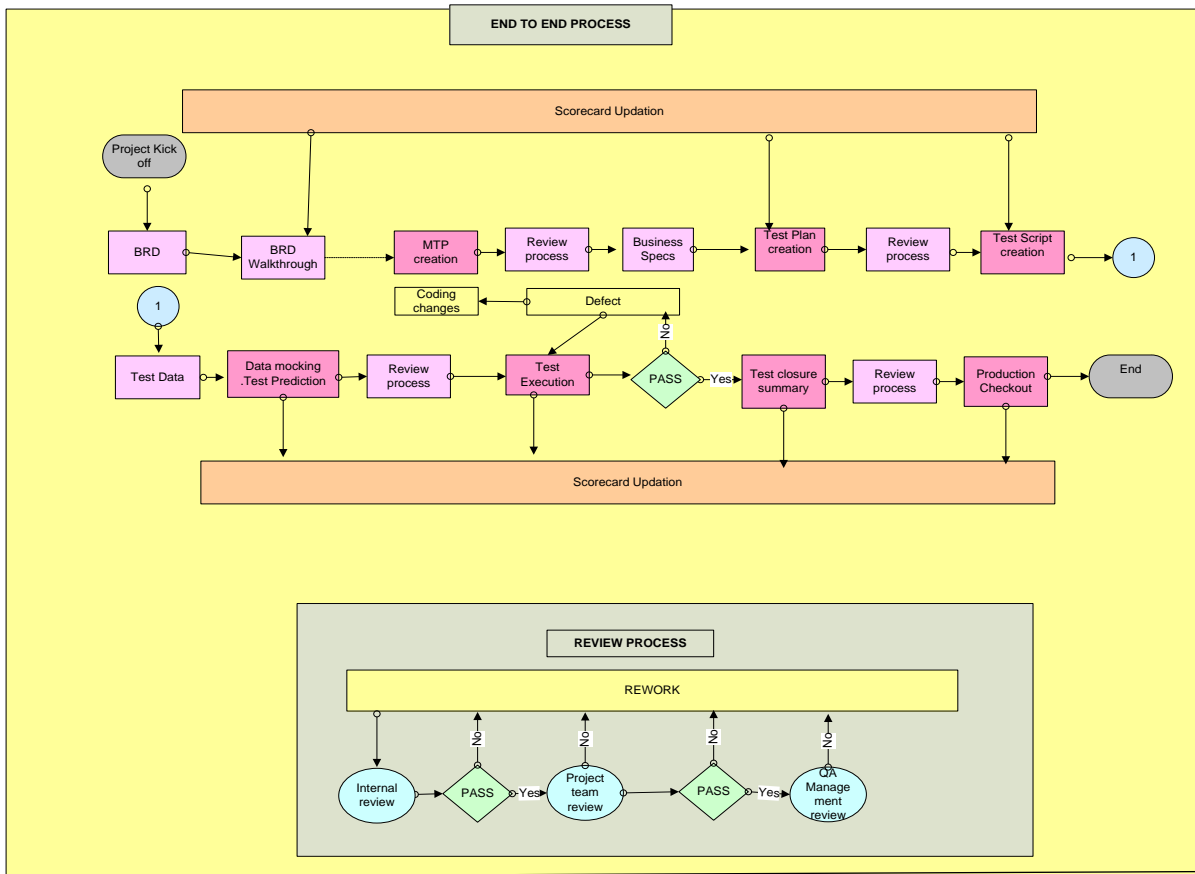 END TO END PROCESS
Scorecard Updation
Project Kick
off
BRD
BRD
Walkthrough
MTP
creation
Review
process
Business
Specs
Test Plan
creation
Review
process
Test Script
creation
1
1
Coding
changes
Defect
No
Test Data
Data mocking
.Test Prediction
Review
process
Test
Execution
PASS
Yes
Test closure
summary
Review
process
Production
Checkout
End
Scorecard Updation
REVIEW PROCESS
REWORK
No
No
No
No
Internal
review
PASS
Yes
Project
team
review
PASS
Yes
QA
Manage
ment
review